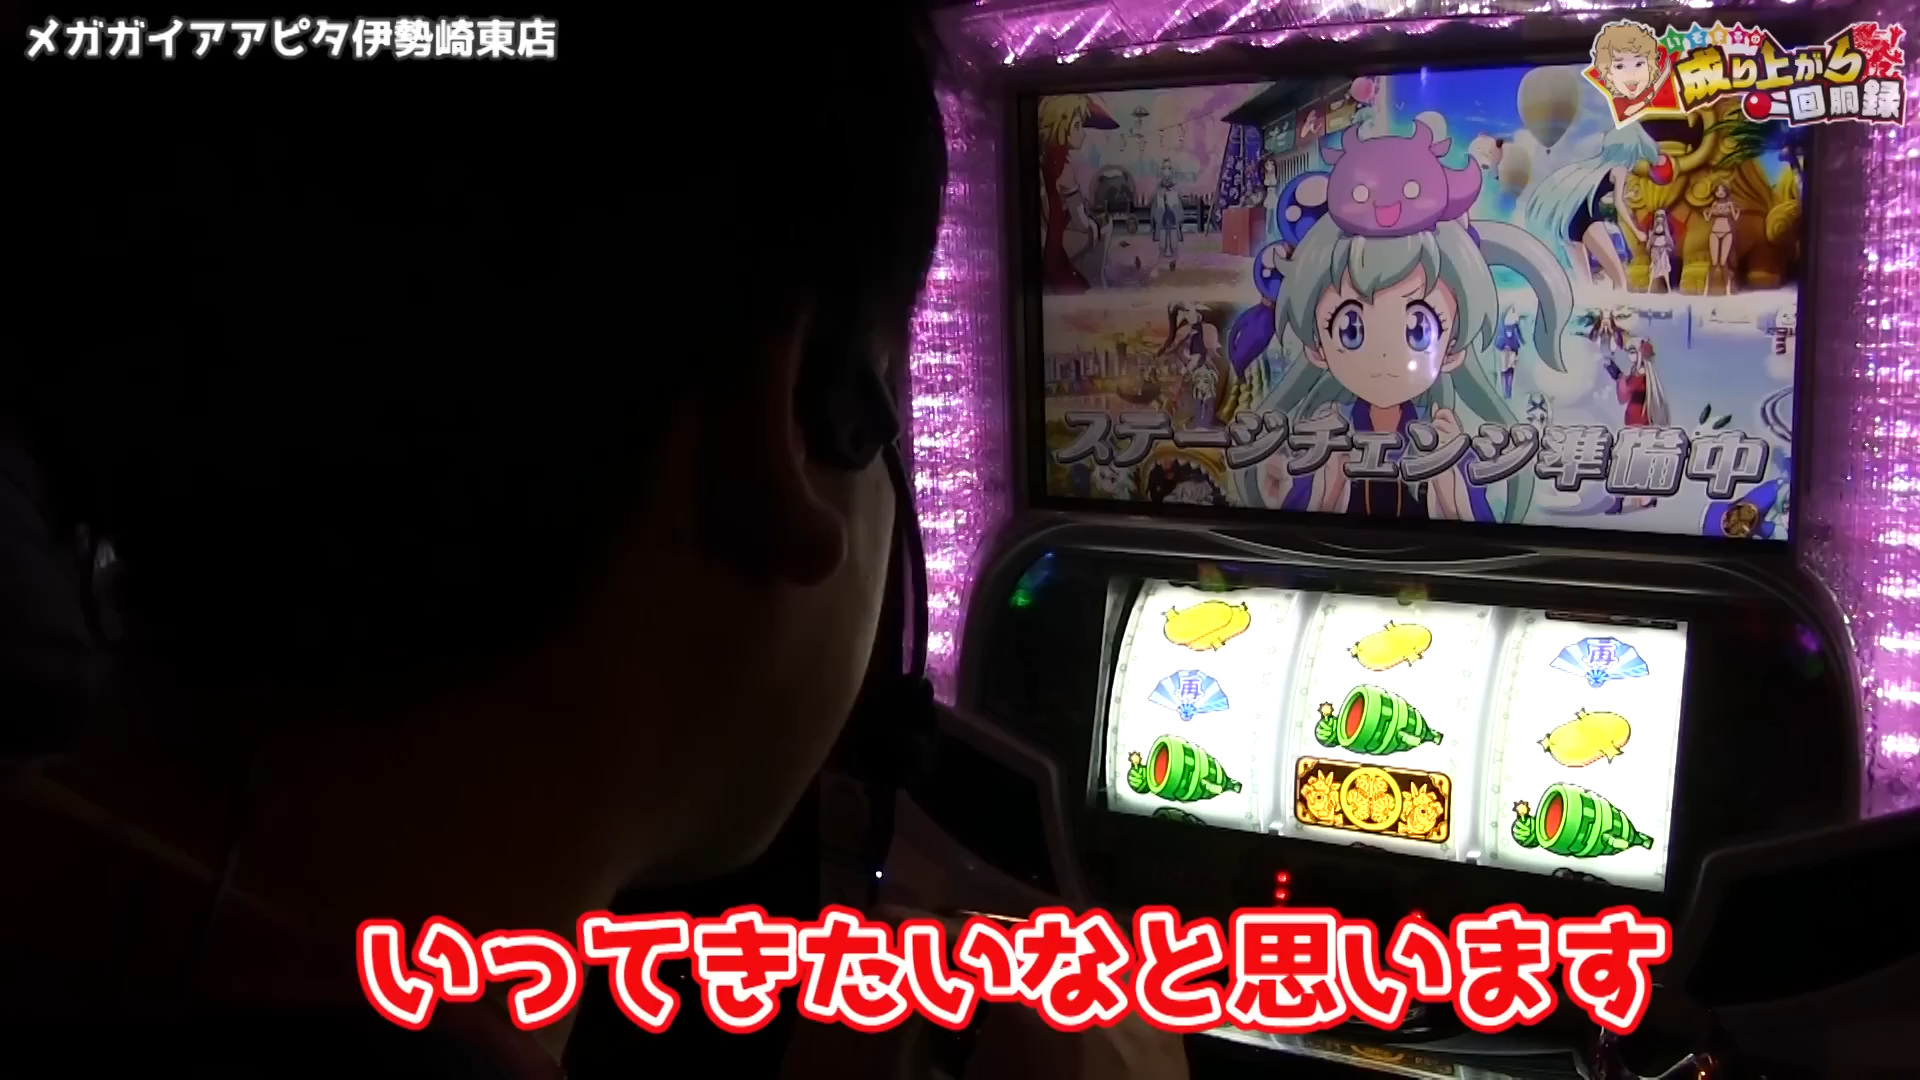 メガガイアアピタ伊勢崎東店
成り上がり
回胴録
ステージチェンジ準備中
再
再
いってきたいなと思います